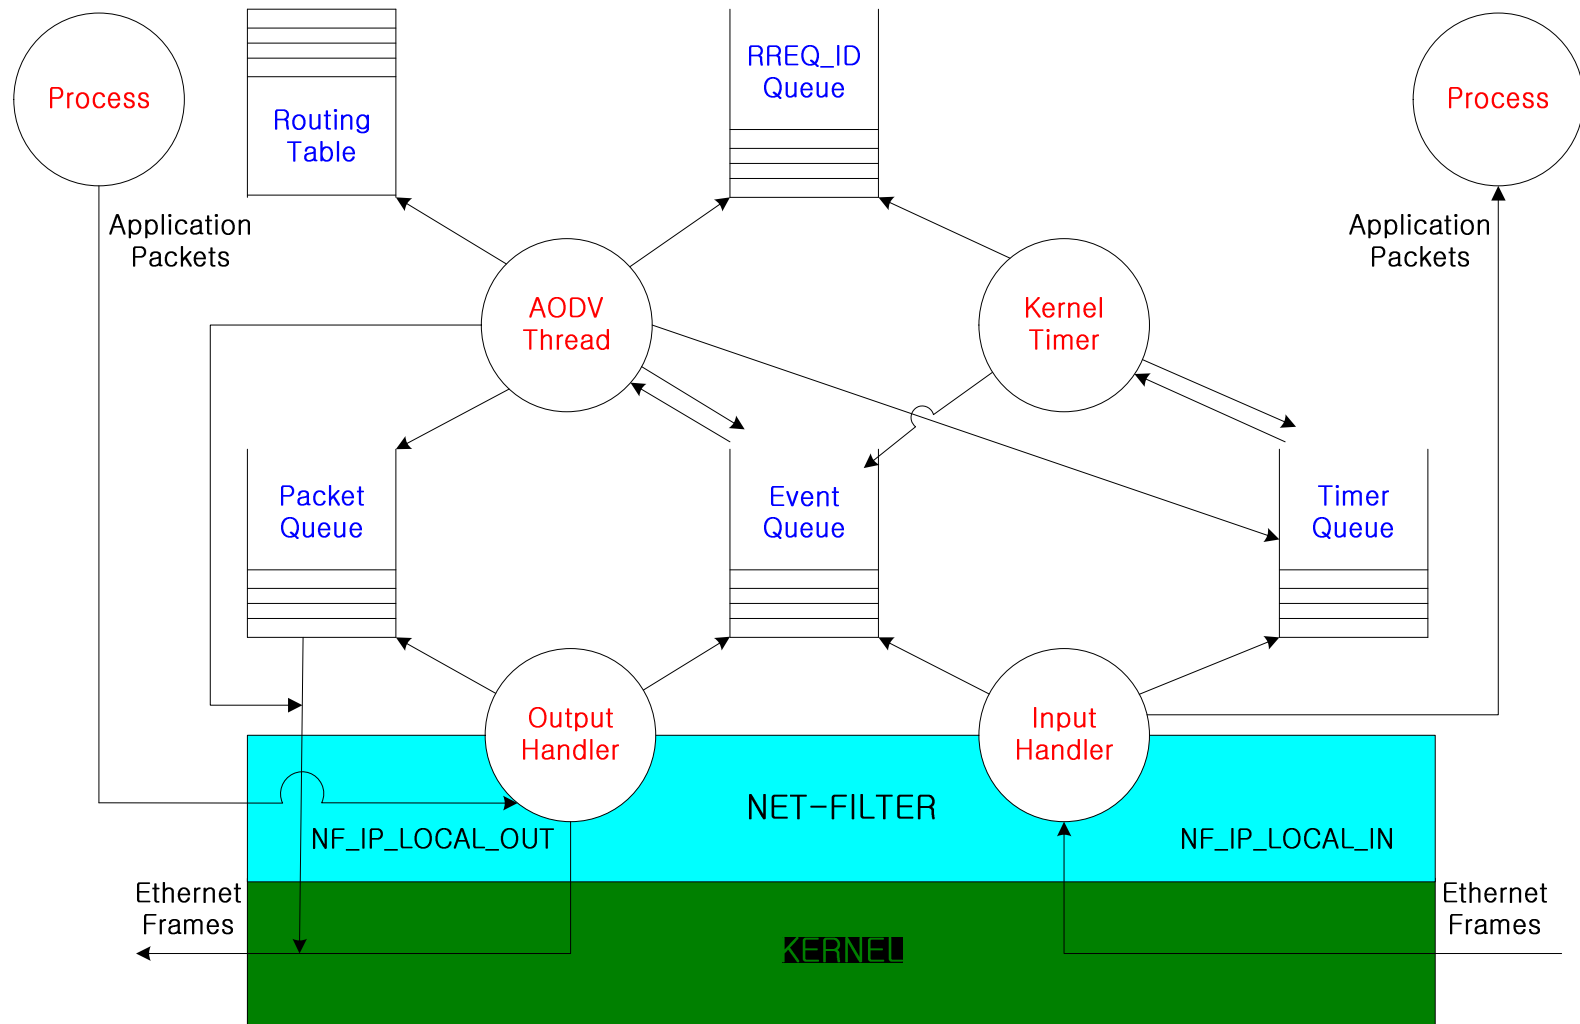 Process
Routing
Table
RREQ_ID
Queue
Process
Application
Packets
Application
Packets
AODV
Thread
Kernel
Timer
Packet
Queue
Event
Queue
Timer
Queue
Output
Handler
Input
Handler
NET-FILTER
NF_IP_LOCAL_OUT
NF_IP_LOCAL_IN
Ethernet
Frames
KERNEL
Ethernet
Frames